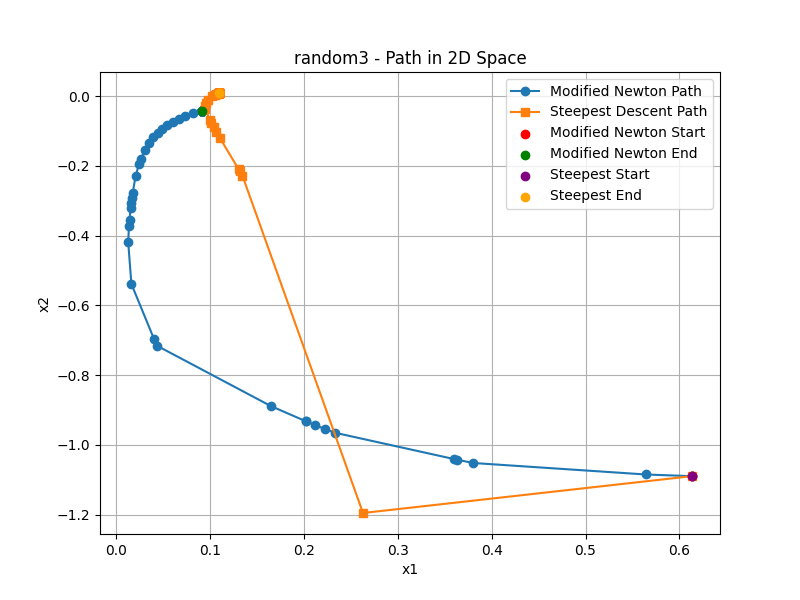 random3 - Path in 2D Space
Modified Newton Path
Steepest Descent Path
Modified Newton Start
Modified Newton End
Steepest Start
Steepest End
0.0
−0.2
−0.4
−0.6
−0.8
−1.0
−1.2
x2
0.0 0.1 0.2 0.3 0.4 0.5 0.6
x1